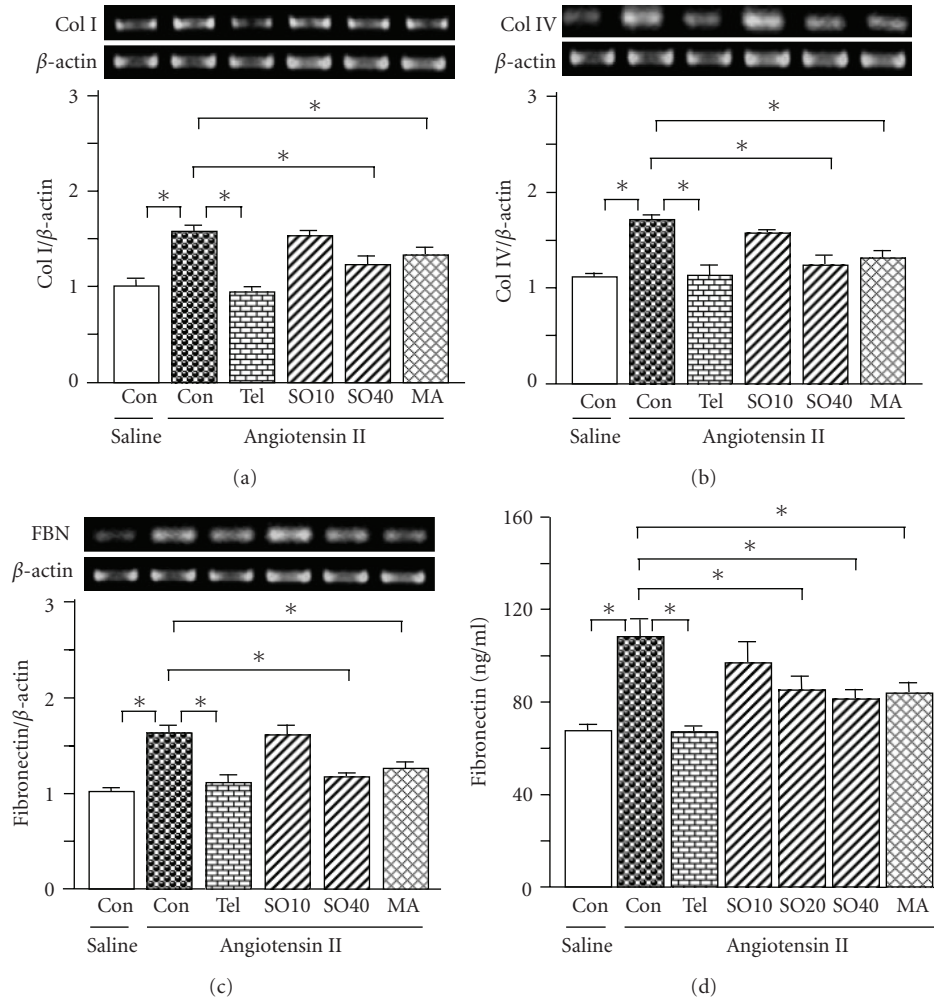 Col I
β-actin
3
2
1
0
Col I/β-actin
* * * *
Con Con Tel SO10 SO40 MA
Saline Angiotensin II
(a)
Col IV
β-actin
3
2
1
0
Col IV/β-actin
* * * *
Con Con Tel SO10 SO40 MA
Saline Angiotensin II
(b)
FBN
β-actin
3
2
1
0
Fibronectin/β-actin
* * * *
Con Con Tel SO10 SO40 MA
Saline Angiotensin II
(c)
160
120
80
40
0
Fibronectin (ng/ml)
* * * * *
Con Con Tel SO10 SO20 SO40 MA
Saline Angiotensin II
(d)